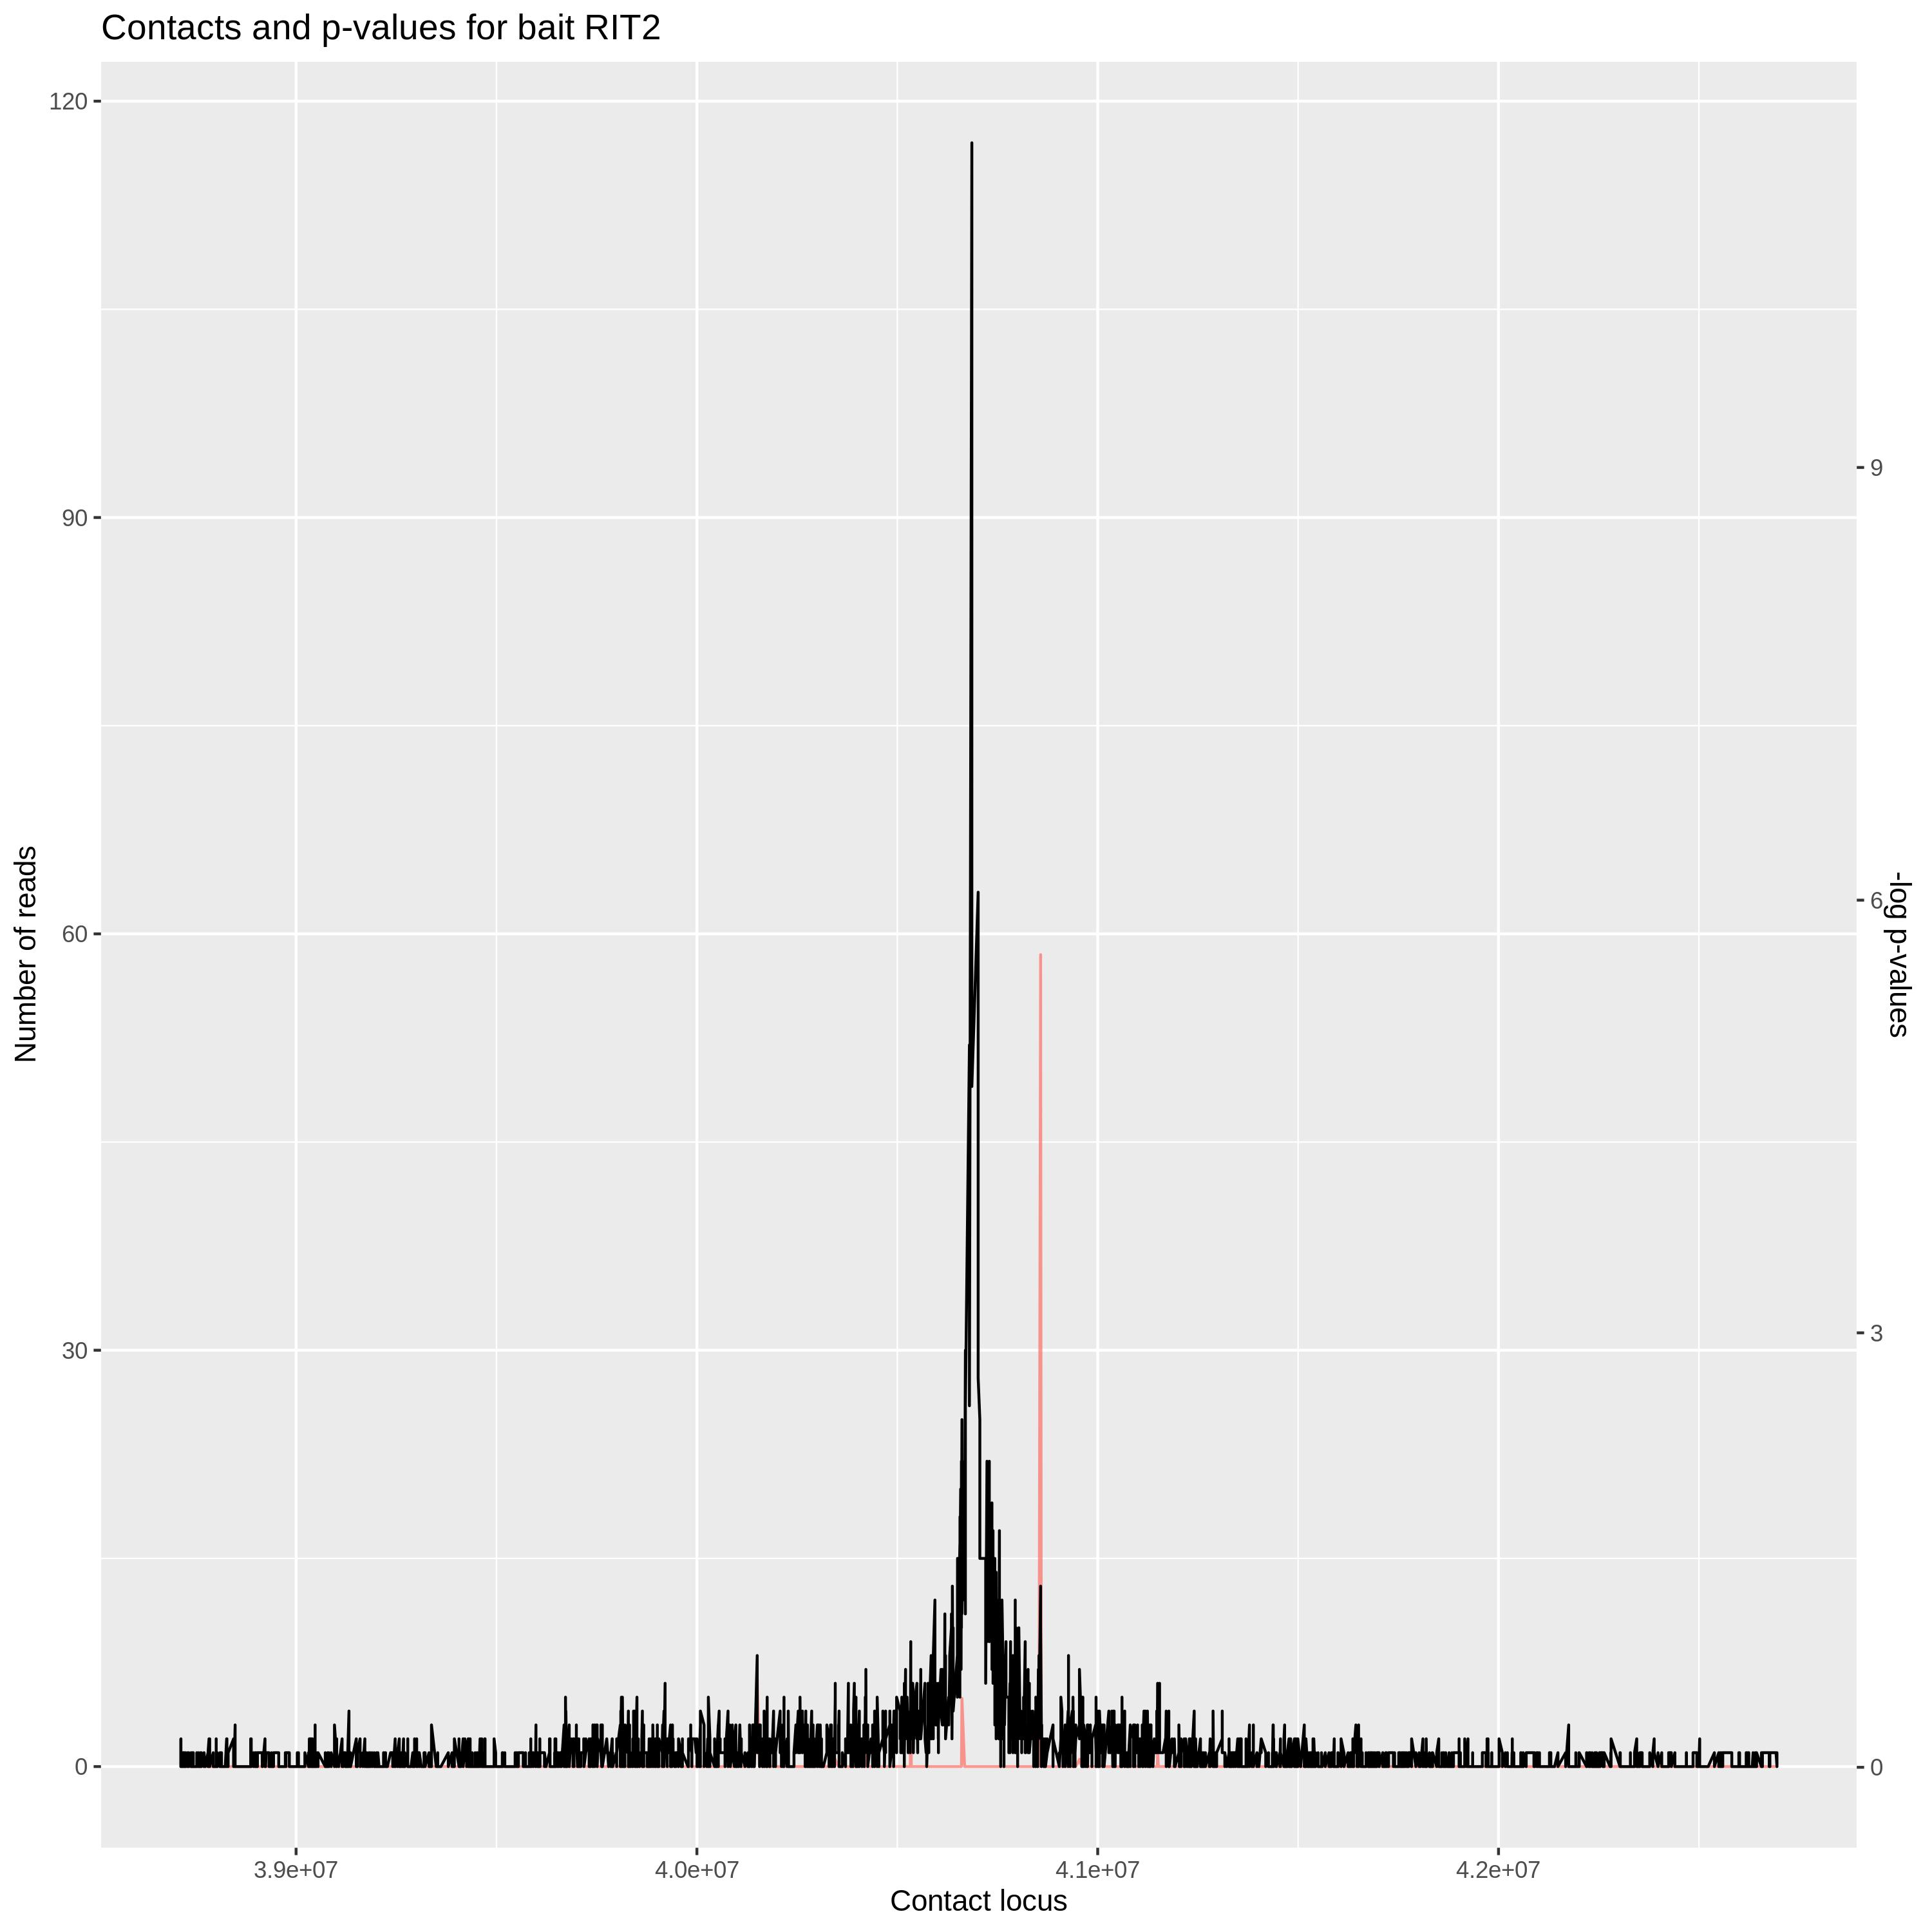 Contacts and p-values for bait RIT2
120
90
60
30
0
Number of reads
9
6
3
0
-log p-values
3.9e+07
4.0e+07
4.1e+07
4.2e+07
Contact locus